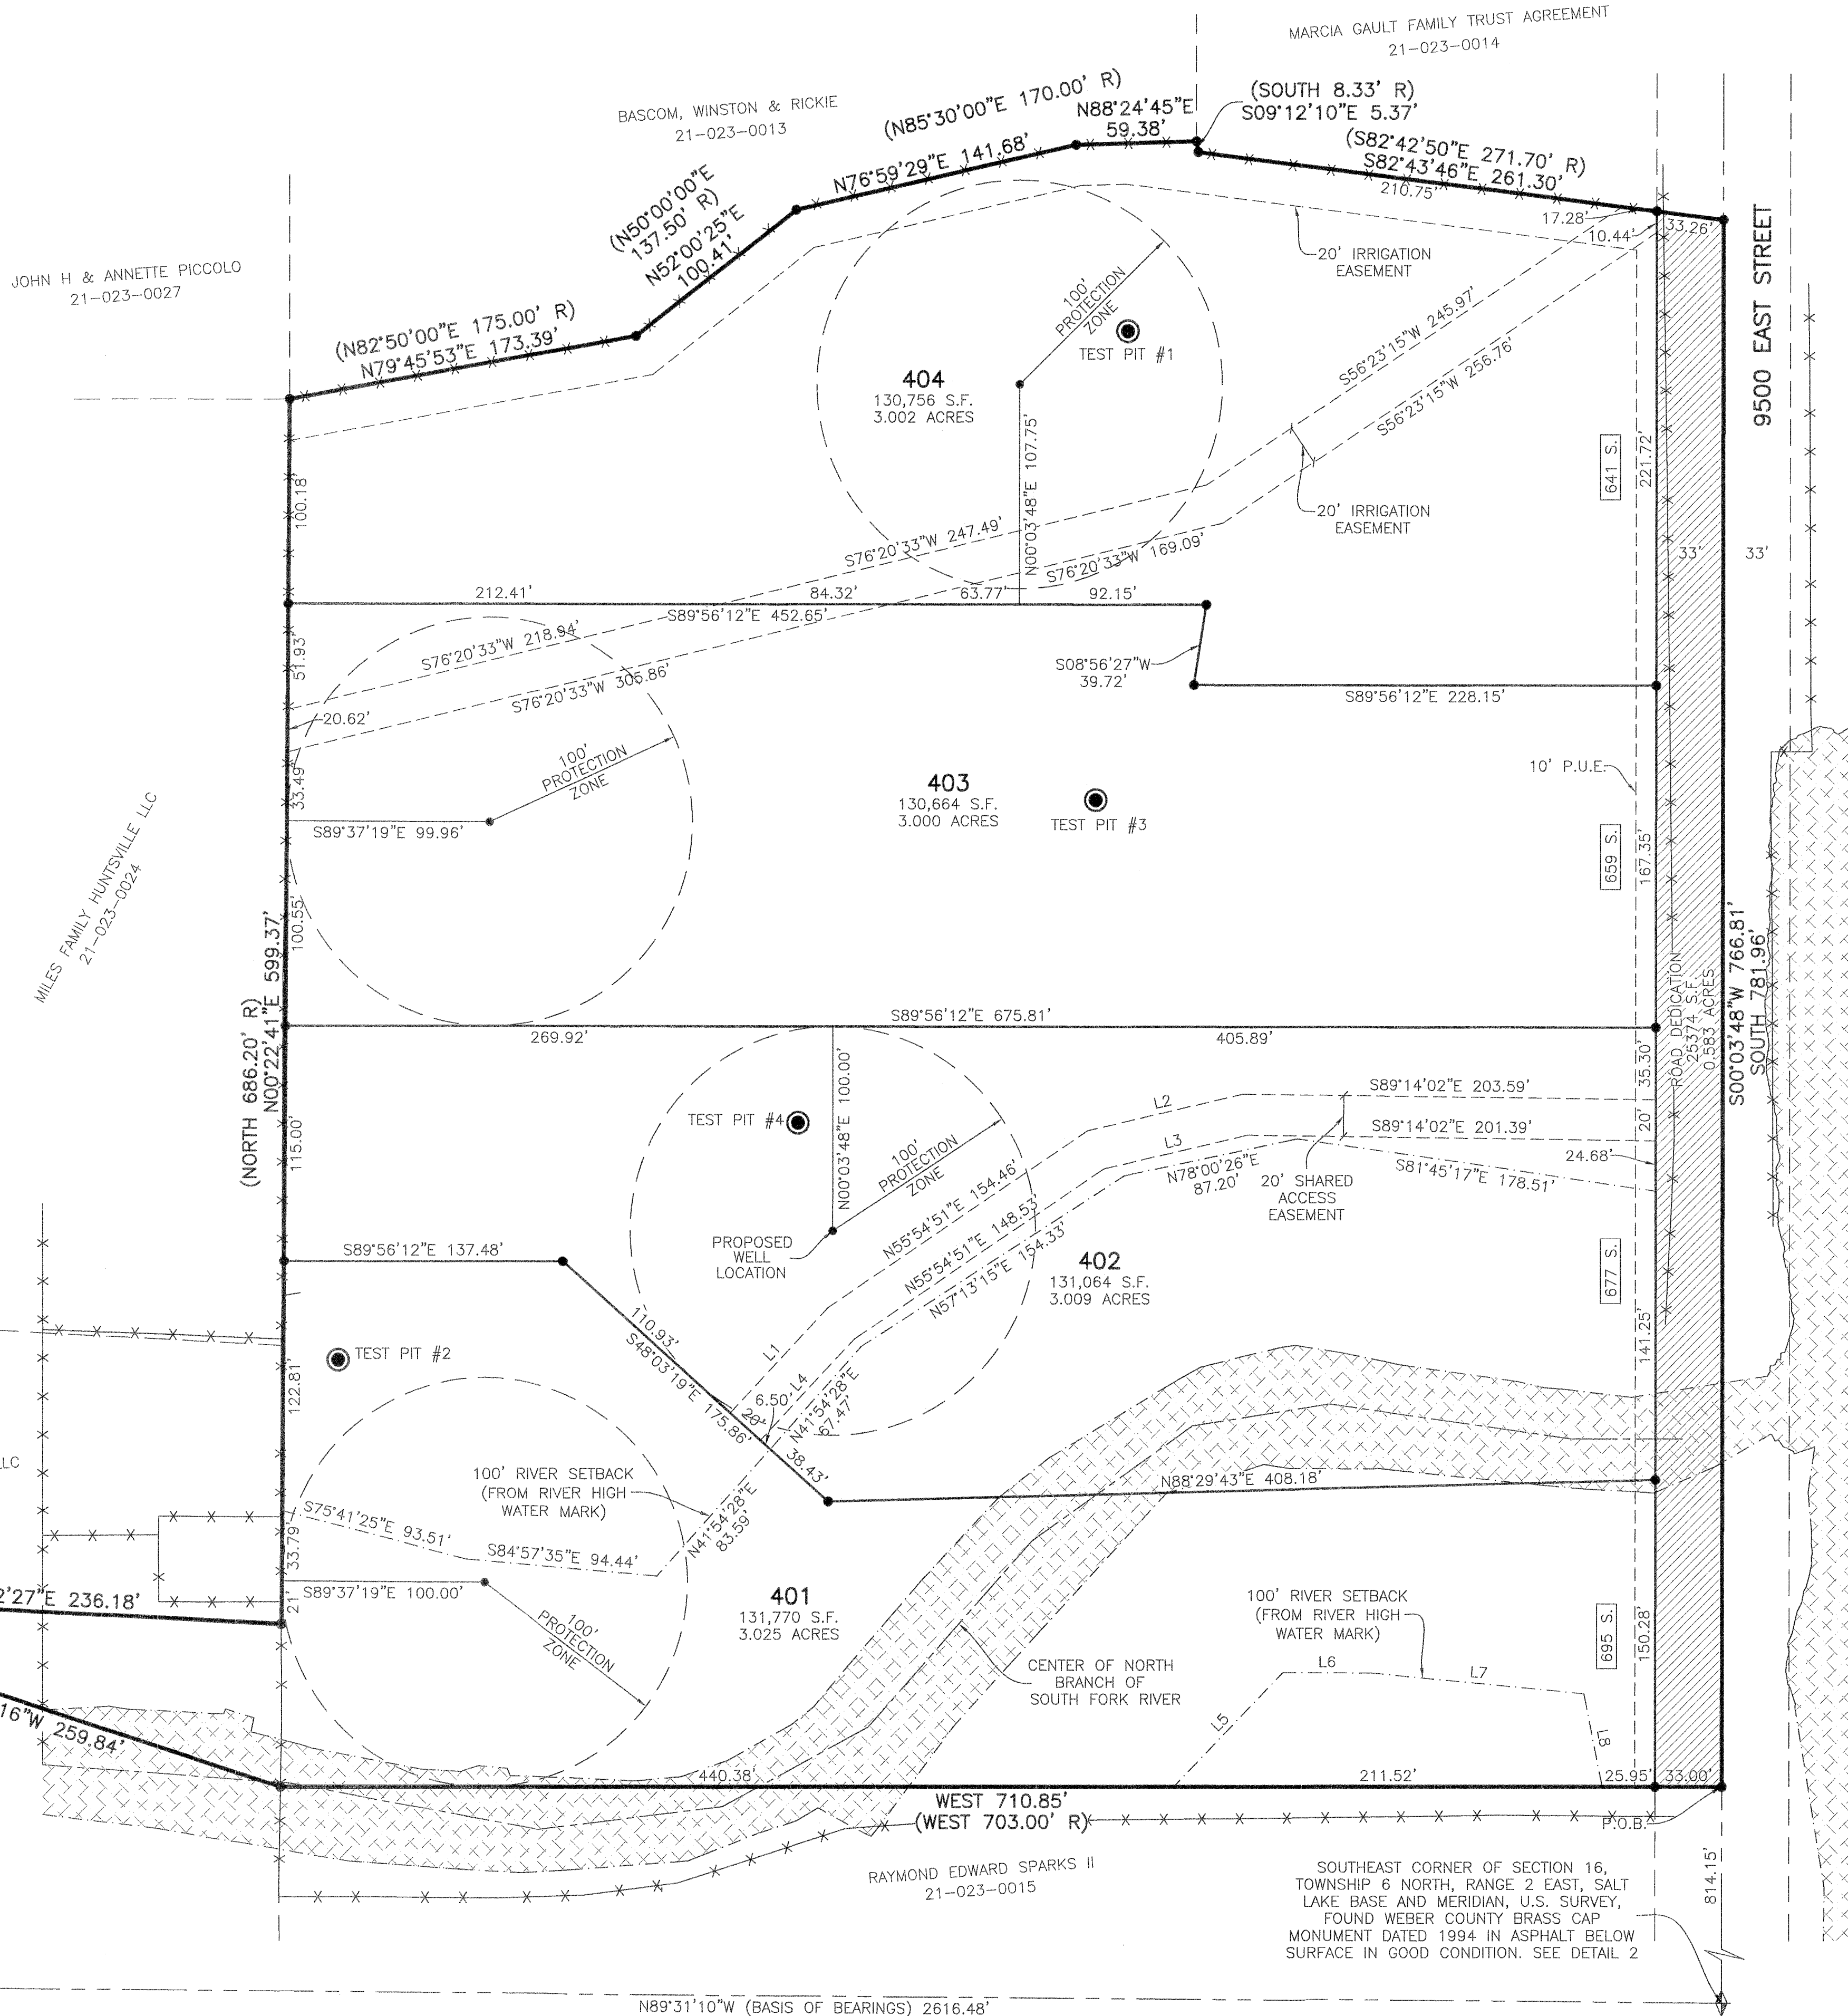 MARCIA GAULT FAMILY TRUST AGREEMENT
21-023-0014
BASCOM, WINSTON & RICKIE
21-023-0013
JOHN H & ANNETTE PICCOLO
21-023-0027
(N82°50'00"E 175.00' R)
N79°45'53"E 173.39'
(N50°00'00"E
137.50' R)
N52°00'25"E
100.41'
(N85°30'00"E 170.00' R)
N76°59'29"E 141.68'
N88°24'45"E
59.38'
(SOUTH 8.33' R)
S09°12'10"E 5.37'
(S82°42'50"E 271.70' R)
S82°43'46"E 261.30'
210.75'
17.28'
10.44'
33.26'
9500 EAST STREET
20' IRRIGATION
EASEMENT
100'
PROTECTION
ZONE
TEST PIT #1
404
130,756 S.F.
3.002 ACRES
N00°03'48"E 107.75'
S56°23'15"W 245.97'
S56°23'15"W 256.76'
20' IRRIGATION
EASEMENT
641 S.
221.72'
33'
33'
100.18'
S76°20'33"W 247.49'
S76°20'33"W 169.09'
212.41'
84.32'
63.77'
92.15'
S89°56'12"E 452.65'
S76°20'33"W 218.94'
S76°20'33"W 305.86'
51.93'
20.62'
S08°56'27"W
39.72'
S89°56'12"E 228.15'
100'
PROTECTION
ZONE
33.49'
S89°37'19"E 99.96'
403
130,664 S.F.
3.000 ACRES
TEST PIT #3
10' P.U.E.
659 S.
167.35'
MILES FAMILY HUNTSVILLE LLC
21-023-0024
100.55'
(NORTH 686.20' R)
N00°22'41"E 599.37'
S89°56'12"E 675.81'
269.92'
405.89'
ROAD DEDICATION
25374 S.F.
0.583 ACRES
S00°03'48"W 766.81'
SOUTH 781.96'
35.30'
20'
115.00'
TEST PIT #4
N00°03'48"E 100.00'
100'
PROTECTION
ZONE
L2
L3
S89°14'02"E 203.59'
S89°14'02"E 201.39'
24.68'
N78°00'26"E
87.20'
20' SHARED
ACCESS
EASEMENT
S81°45'17"E 178.51'
PROPOSED
WELL
LOCATION
N55°54'51"E 154.46'
N55°54'51"E 148.53'
N57°13'15"E 154.33'
402
131,064 S.F.
3.009 ACRES
677 S.
141.25'
S89°56'12"E 137.48'
110.93'
S48°03'19"E 175.86'
L1
L4
6.50'
20'
N41°54'28"E
67.47'
38.43'
TEST PIT #2
122.81'
LLC
100' RIVER SETBACK
(FROM RIVER HIGH
WATER MARK)
N88°29'43"E 408.18'
N41°54'28"E
83.59'
S75°41'25"E 93.51'
S84°57'35"E 94.44'
33.79'
S89°37'19"E 100.00'
21'
100'
PROTECTION
ZONE
401
131,770 S.F.
3.025 ACRES
2'27"E 236.18'
16"W 259.84'
CENTER OF NORTH
BRANCH OF
SOUTH FORK RIVER
100' RIVER SETBACK
(FROM RIVER HIGH
WATER MARK)
L5
L6
L7
L8
695 S.
150.28'
440.38'
211.52'
25.95'
33.00'
WEST 710.85'
(WEST 703.00' R)
P.O.B.
RAYMOND EDWARD SPARKS II
21-023-0015
SOUTHEAST CORNER OF SECTION 16,
TOWNSHIP 6 NORTH, RANGE 2 EAST, SALT
LAKE BASE AND MERIDIAN, U.S. SURVEY,
FOUND WEBER COUNTY BRASS CAP
MONUMENT DATED 1994 IN ASPHALT BELOW
SURFACE IN GOOD CONDITION. SEE DETAIL 2
814.15'
N89°31'10"W (BASIS OF BEARINGS) 2616.48'